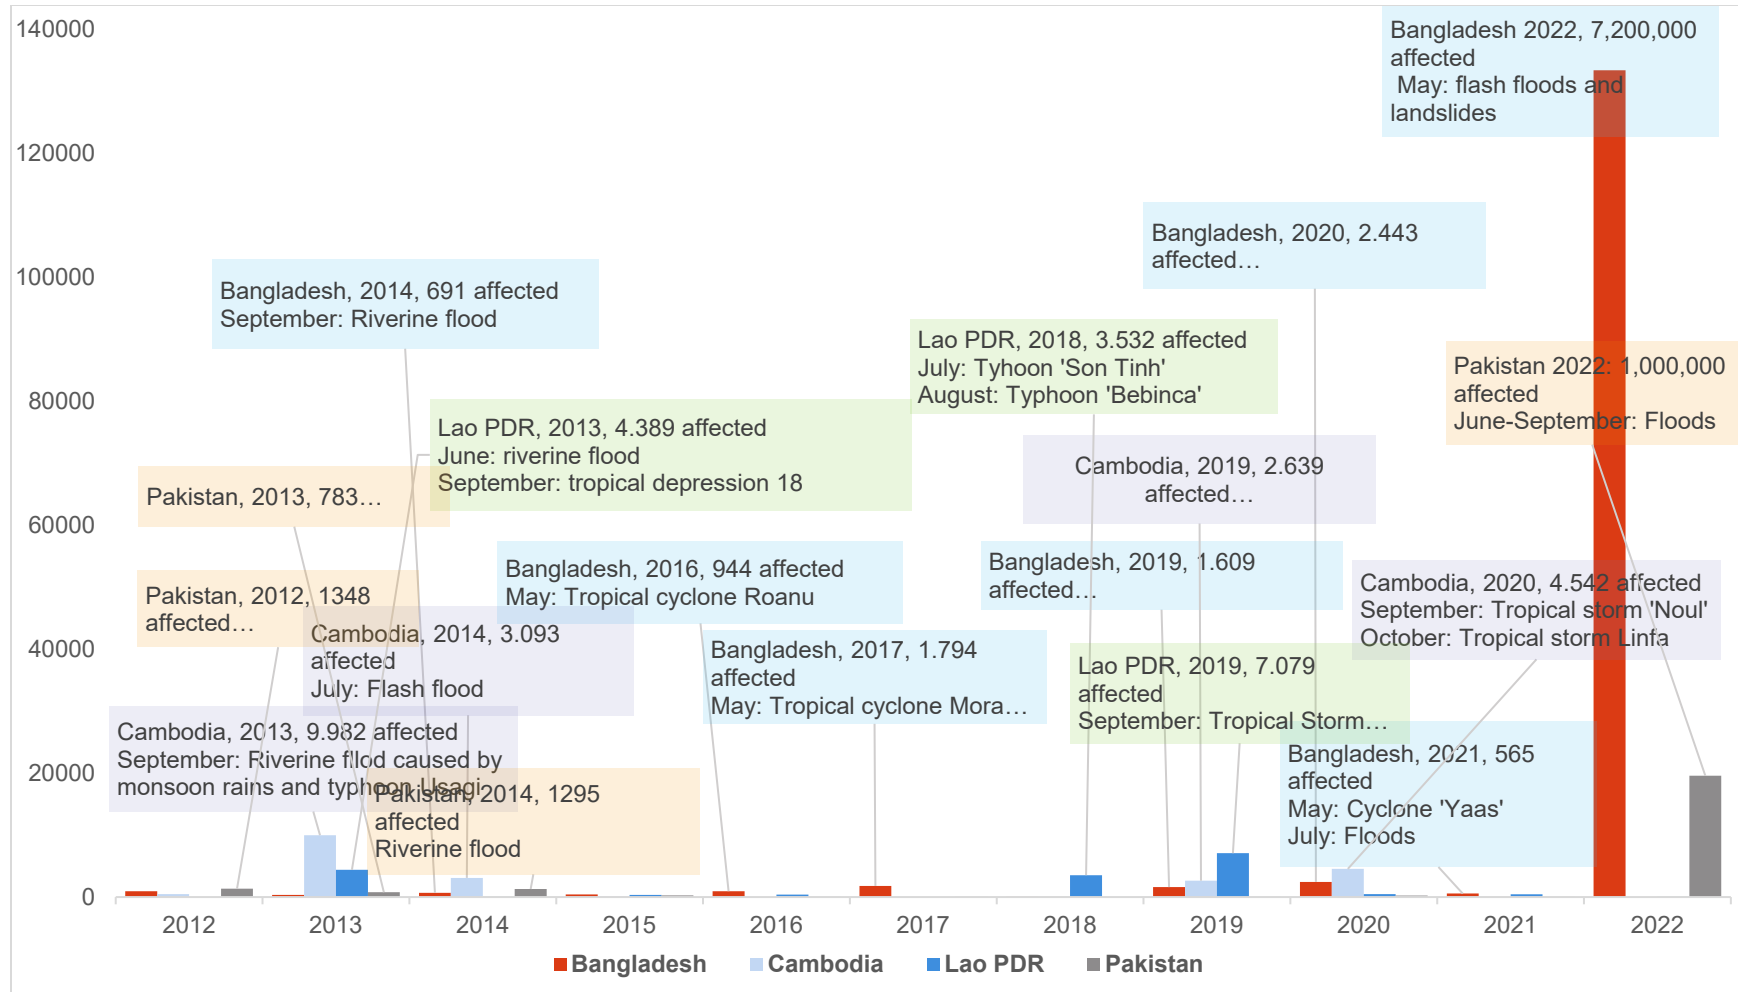 140000
120000
100000
80000
60000
40000
20000
0
Bangladesh 2022, 7,200,000
affected
May: flash floods and
landslides
Bangladesh, 2020, 2.443
affected…
Bangladesh, 2014, 691 affected
September: Riverine flood
Lao PDR, 2018, 3.532 affected
July: Tyhoon 'Son Tinh'
August: Typhoon 'Bebinca'
Pakistan 2022: 1,000,000
affected
June-September: Floods
Lao PDR, 2013, 4.389 affected
June: riverine flood
September: tropical depression 18
Cambodia, 2019, 2.639
affected…
Pakistan, 2013, 783…
Bangladesh, 2016, 944 affected
May: Tropical cyclone Roanu
Bangladesh, 2019, 1.609
affected…
Cambodia, 2020, 4.542 affected
September: Tropical storm 'Noul'
October: Tropical storm Linfa
Pakistan, 2012, 1348
affected…
Cambodia, 2014, 3.093
affected
July: Flash flood
Bangladesh, 2017, 1.794
affected
May: Tropical cyclone Mora…
Lao PDR, 2019, 7.079
affected
September: Tropical Storm…
Cambodia, 2013, 9.982 affected
September: Riverine fllod caused by
monsoon rains and typhoon Usagi
Pakistan, 2014, 1295
affected
Riverine flood
Bangladesh, 2021, 565
affected
May: Cyclone 'Yaas'
July: Floods
2012 2013 2014 2015 2016 2017 2018 2019 2020 2021 2022
Bangladesh Cambodia Lao PDR Pakistan